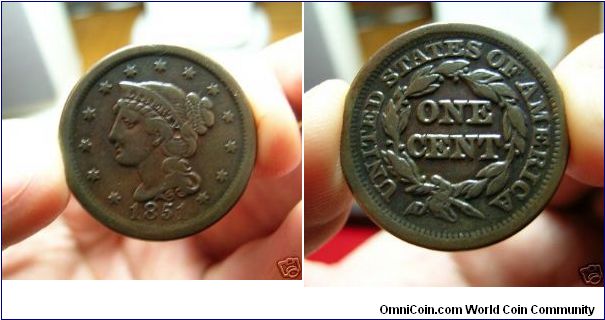 1851
UNITED STATES OF AMERICA
ONE
CENT
OmniCoin.com World Coin Community